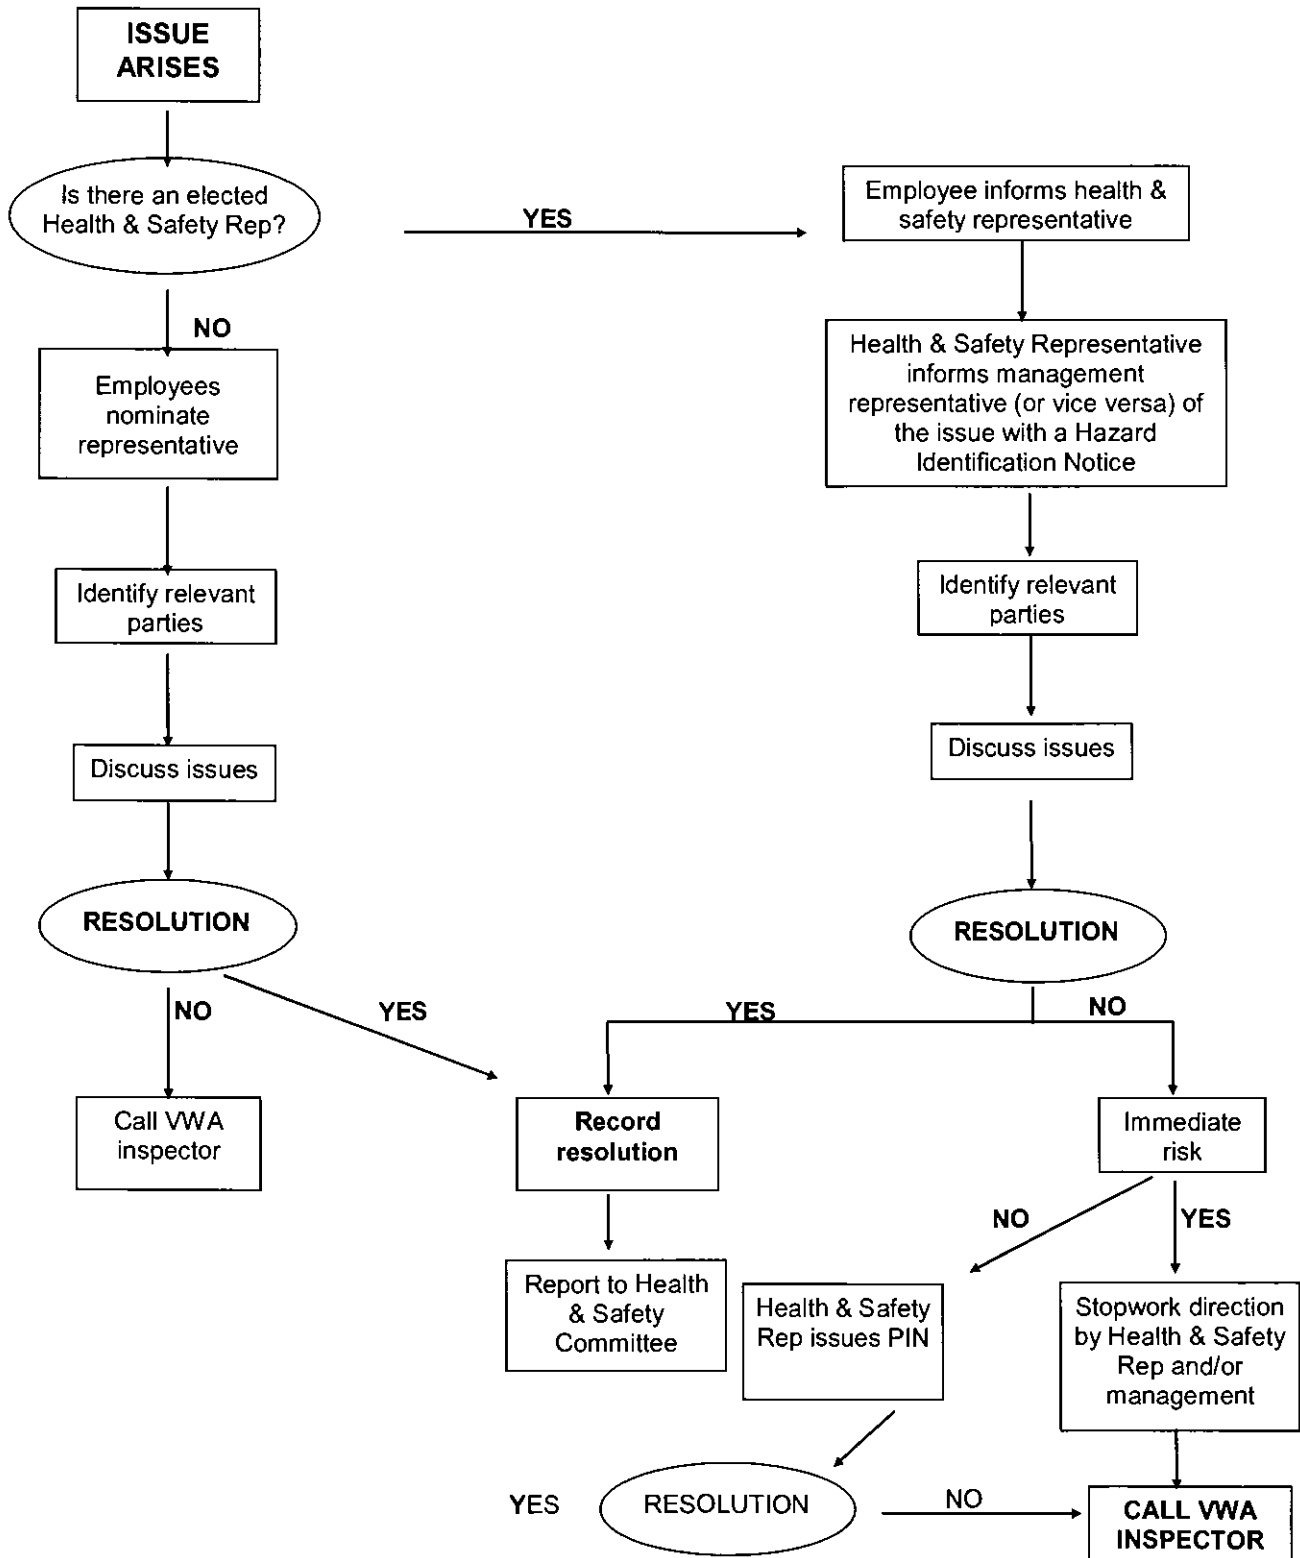 ISSUE
ARISES
Is there an elected
Health & Safety Rep?
YES
Employee informs health &
safety representative
NO
Employees
nominate
representative
Health & Safety Representative
informs management
representative (or vice versa) of
the issue with a Hazard
Identification Notice
Identify relevant
parties
Identify relevant
parties
Discuss issues
Discuss issues
RESOLUTION
RESOLUTION
NO
YES
YES
NO
Call VWA
inspector
Record
resolution
Immediate
risk
NO
YES
Report to Health
& Safety
Committee
Health & Safety
Rep issues PIN
Stopwork direction
by Health & Safety
Rep and/or
management
YES
RESOLUTION
NO
CALL VWA
INSPECTOR